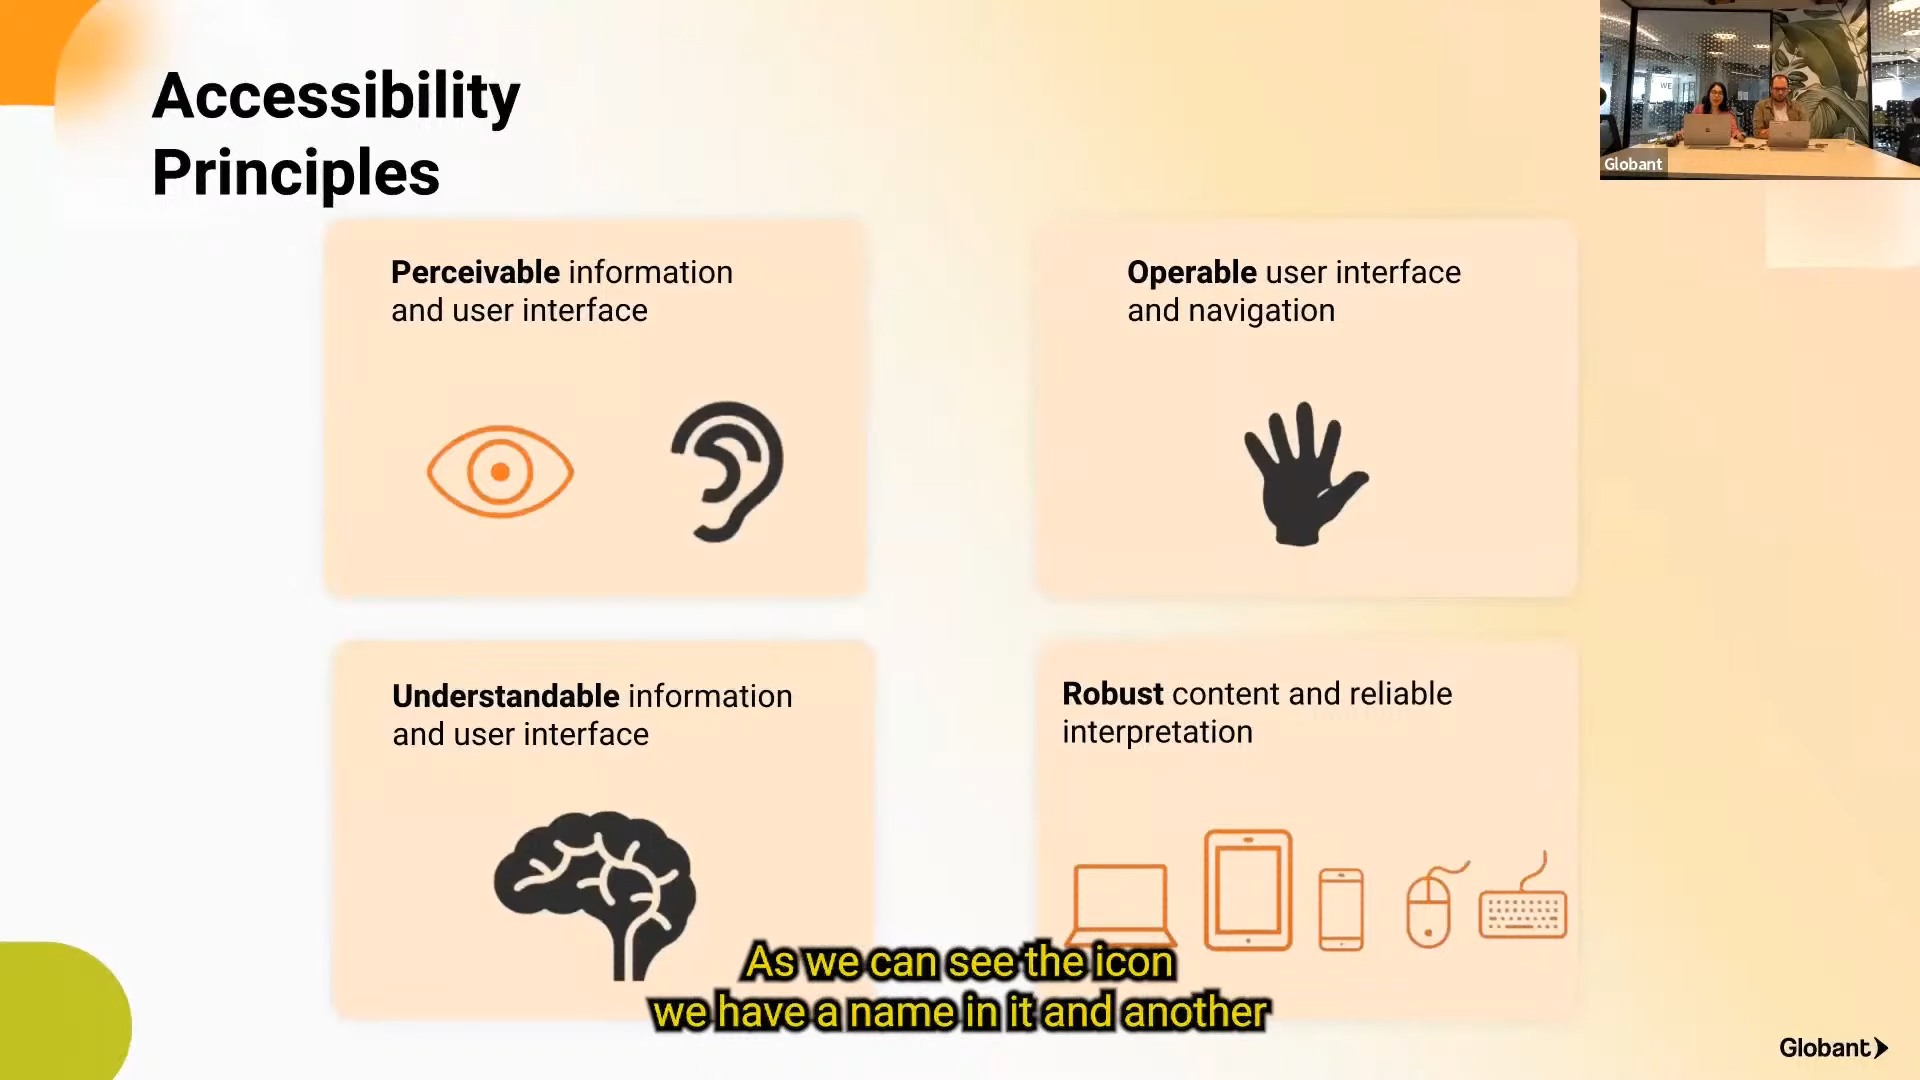 Accessibility
Principles
Globant
Perceivable information
and user interface
Operable user interface
and navigation
Understandable information
and user interface
Robust content and reliable
interpretation
As we can see the icon
we have a name in it and another
Globant